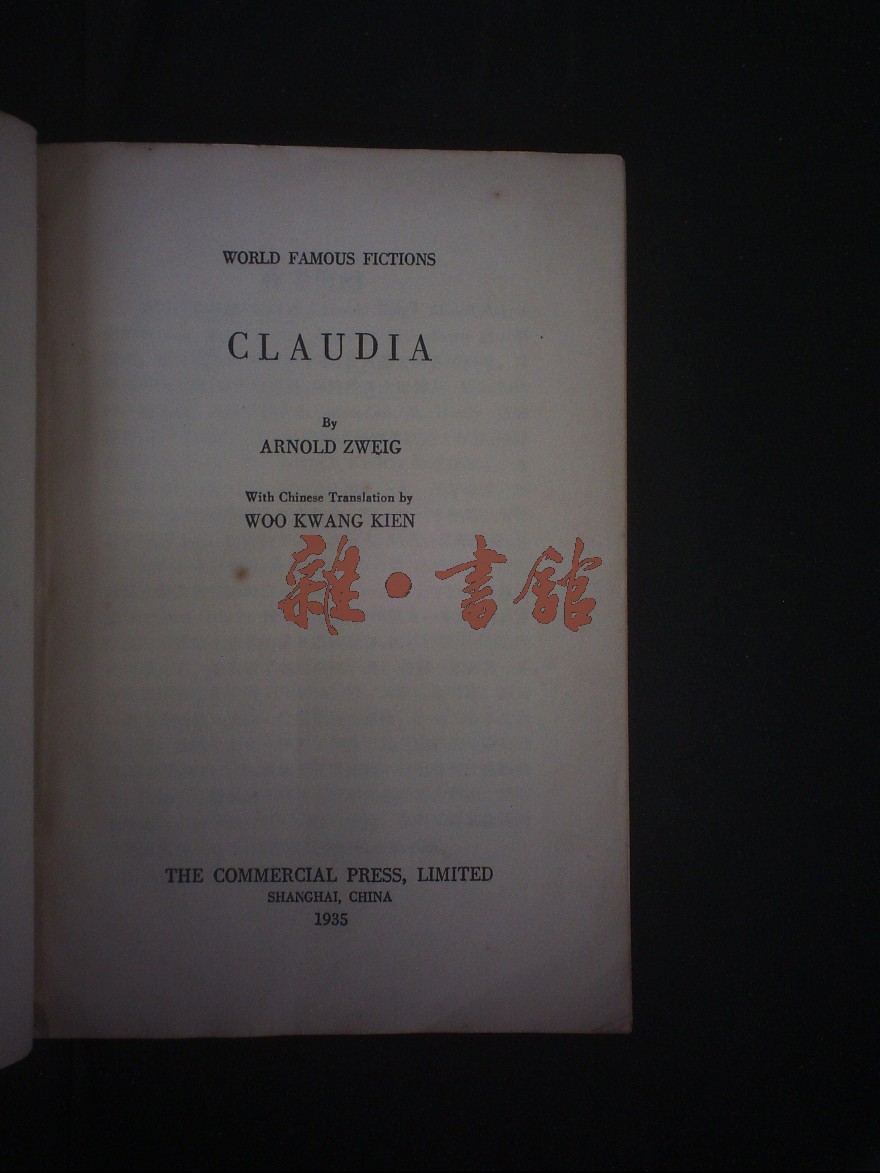 WORLD FAMOUS FICTIONS
CLAUDIA
By
ARNOLD ZWEIG
With Chinese Translation by
WOO KWANG KIEN
雜·書館
THE COMMERCIAL PRESS, LIMITED
SHANGHAI, CHINA
1935